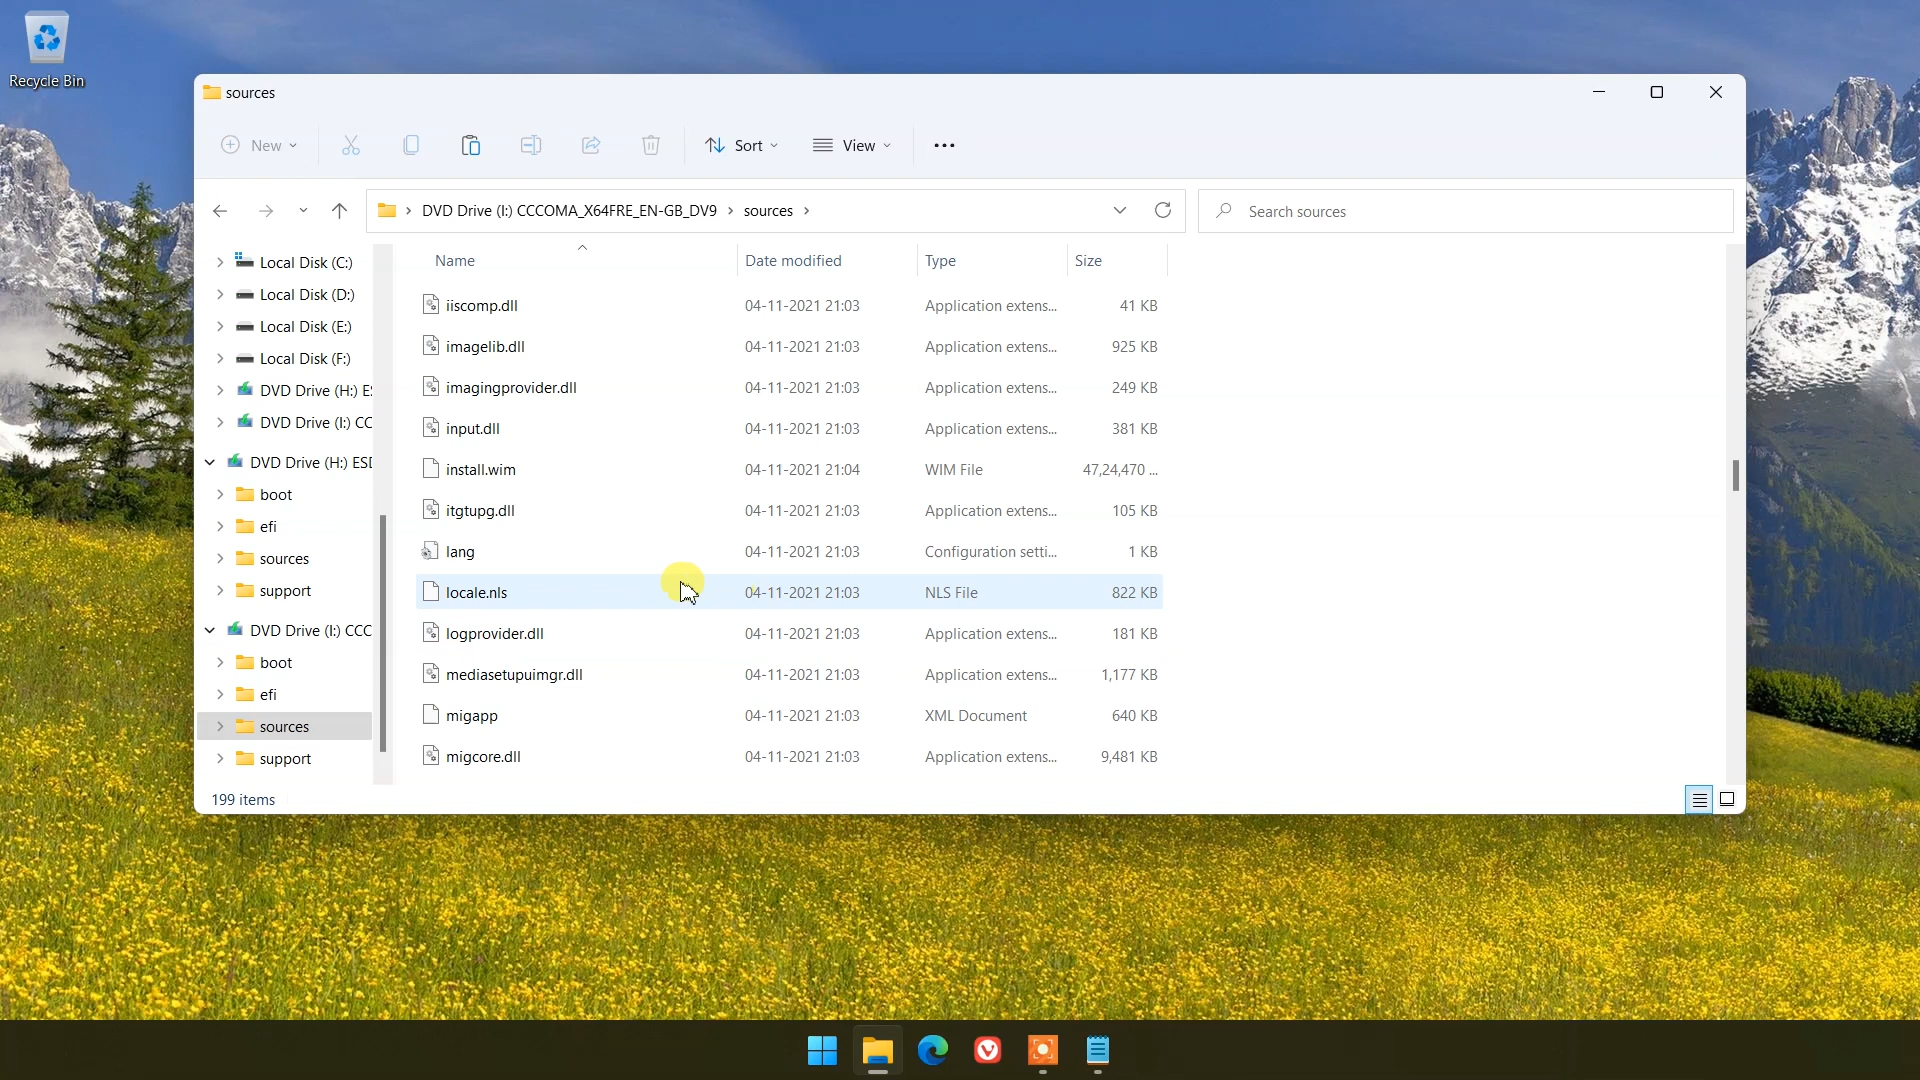 Recycle Bin
sources
New
Sort
View
DVD Drive (I:) CCCOMA_X64FRE_EN-GB_DV9 > sources >
Search sources
Local Disk (C:)
Local Disk (D:)
Local Disk (E:)
Local Disk (F:)
DVD Drive (H:) ES
DVD Drive (I:) CC
DVD Drive (H:) ESD
boot
efi
sources
support
DVD Drive (I:) CCC
boot
efi
sources
support
Name Date modified Type Size
iiscomp.dll 04-11-2021 21:03 Application extens... 41 KB
imagelib.dll 04-11-2021 21:03 Application extens... 925 KB
imagingprovider.dll 04-11-2021 21:03 Application extens... 249 KB
input.dll 04-11-2021 21:03 Application extens... 381 KB
install.wim 04-11-2021 21:04 WIM File 47,24,470 ...
itgtupg.dll 04-11-2021 21:03 Application extens... 105 KB
lang 04-11-2021 21:03 Configuration setti... 1 KB
locale.nls 04-11-2021 21:03 NLS File 822 KB
logprovider.dll 04-11-2021 21:03 Application extens... 181 KB
mediasetupuimgr.dll 04-11-2021 21:03 Application extens... 1,177 KB
migapp 04-11-2021 21:03 XML Document 640 KB
migcore.dll 04-11-2021 21:03 Application extens... 9,481 KB
199 items